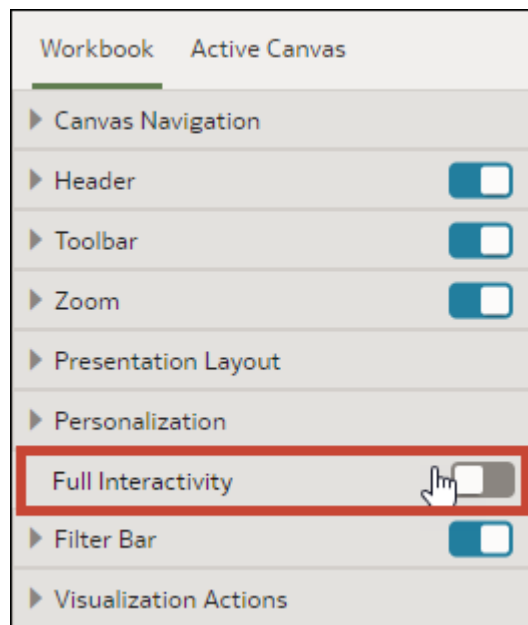 Workbook Active Canvas
Canvas Navigation
Header
Toolbar
Zoom
Presentation Layout
Personalization
Full Interactivity
Filter Bar
Visualization Actions